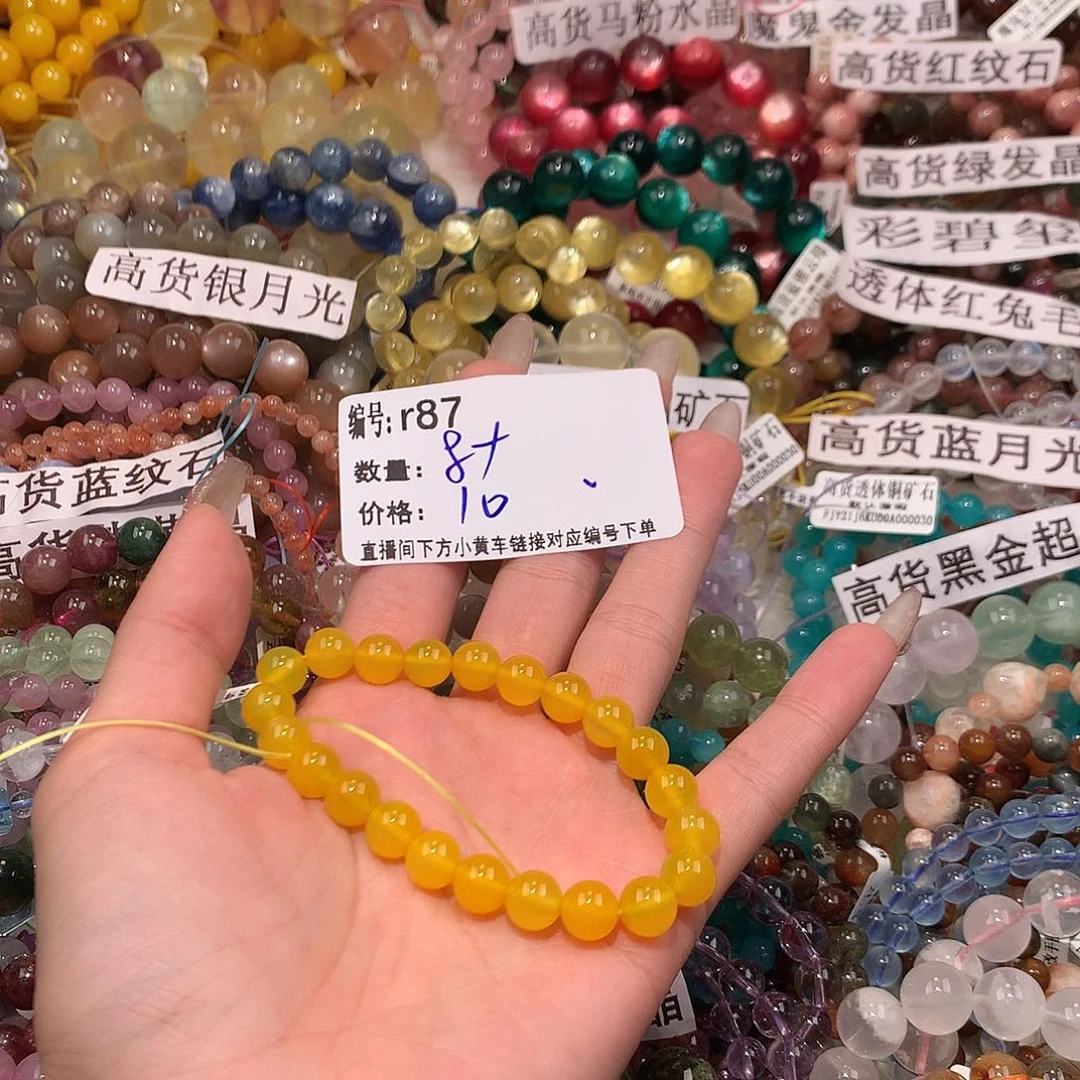 高货马粉水晶
魔鬼金发晶
高货红纹石
高货绿发晶
彩碧玺
透体红兔毛
高货银月光
矿石
编号: r87
数量: 8+
价格: 10
直播间下方小黄车链接对应编号下单
高货蓝月光
高货透体铜矿石
高货蓝纹石
高货黑金超